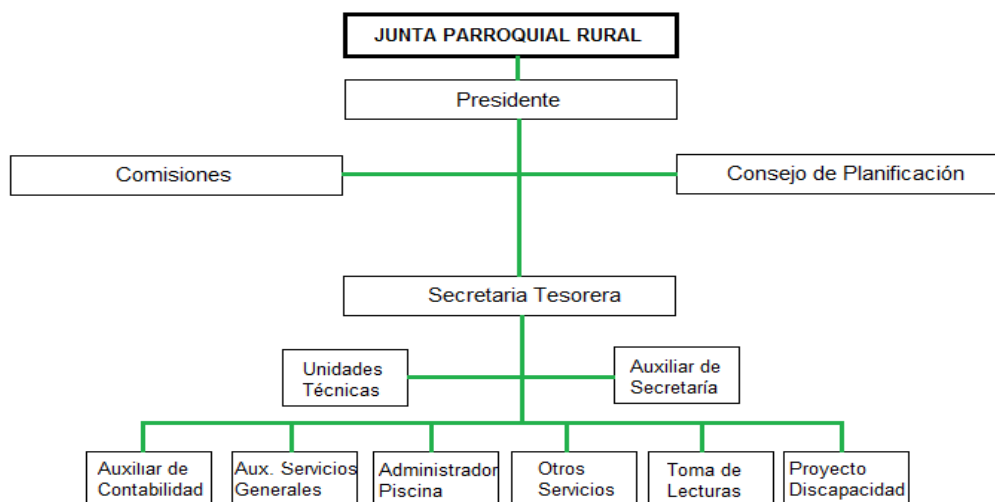 JUNTA PARROQUIAL RURAL
Presidente
Comisiones
Consejo de Planificación
Secretaria Tesorera
Unidades
Técnicas
Auxiliar de
Secretaría
Auxiliar de
Contabilidad
Aux. Servicios
Generales
Administrador
Piscina
Otros
Servicios
Toma de
Lecturas
Proyecto
Discapacidad